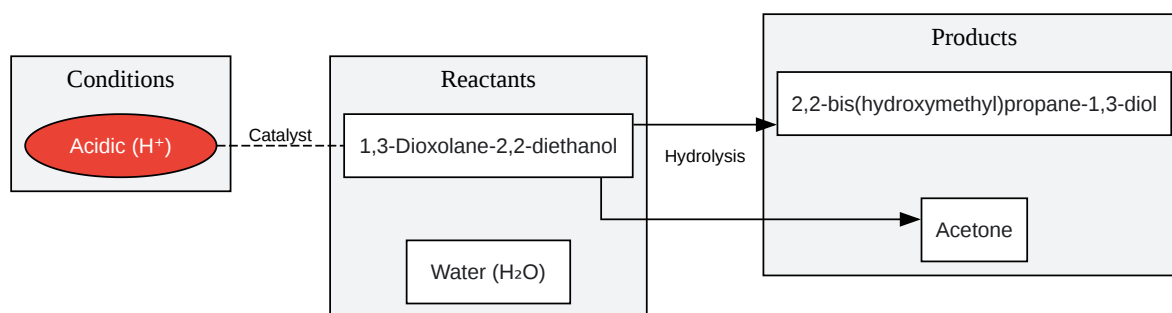 Conditions
Acidic (H⁺)
Catalyst
Reactants
1,3-Dioxolane-2,2-diethanol
Water (H₂O)
Hydrolysis
Products
2,2-bis(hydroxymethyl)propane-1,3-diol
Acetone